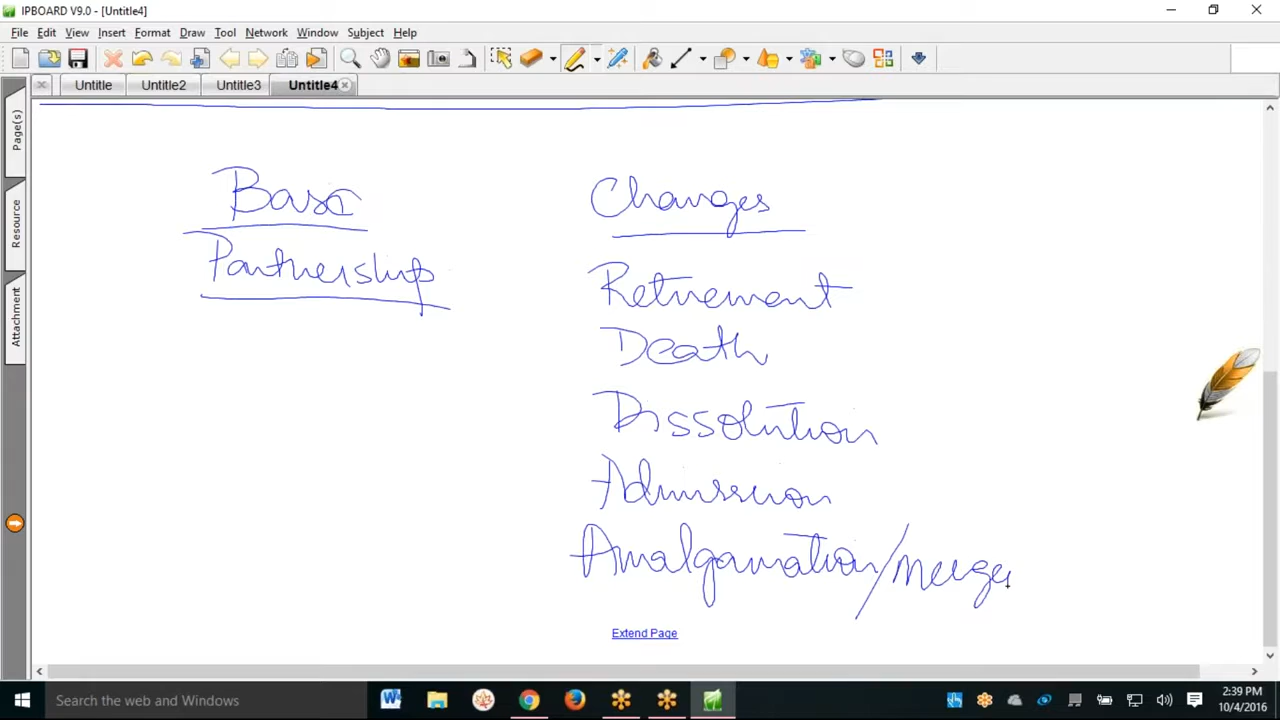 IPBOARD V9.0 - [Untitle4]
File Edit View Insert Format Draw Tool Network Window Subject Help
Untitle Untitle2 Untitle3 Untitle4
Page(s)
Resource
Attachment
Basic
Partnership
Changes
Retirement
Death
Dissolution
Admission
Amalgamation/Merge
Extend Page
Search the web and Windows
2:39 PM
10/4/2016